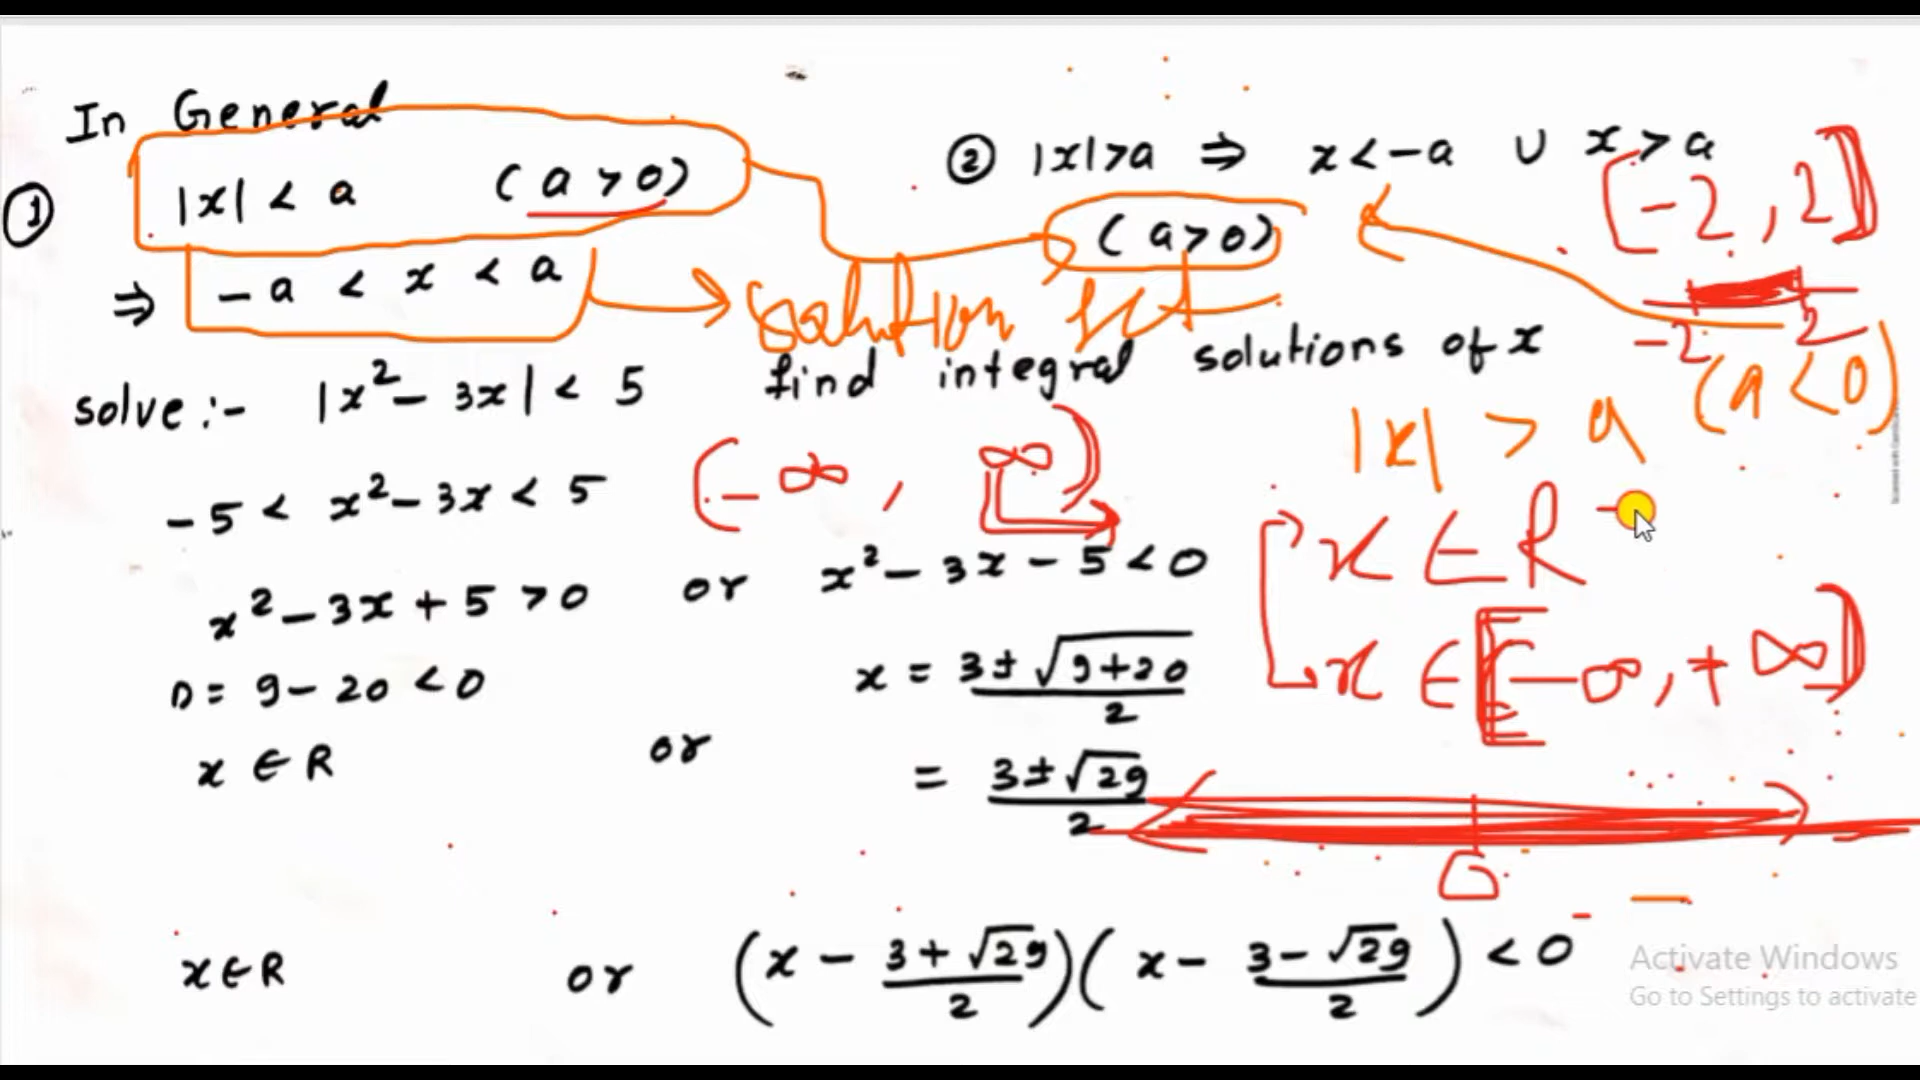 In General
① |x| < a (a > 0)
⇒ -a < x < a → solution set
② |x| > a ⇒ x < -a ∪ x > a
(a > 0)
[-2, 2]
-2 2
(a < 0)
solve :- |x² - 3x| < 5 find integral solutions of x
|x| > a
-5 < x² - 3x < 5
(-∞, ∞)
x ∈ R
x² - 3x + 5 > 0 or x² - 3x - 5 < 0
x ∈ [(-∞, +∞)]
D = 9 - 20 < 0
x = (3 ± √(9+20))/2
x ∈ R or
= (3 ± √29)/2
0
x ∈ R or (x - (3 + √29)/2)(x - (3 - √29)/2) < 0
Activate Windows
Go to Settings to activate